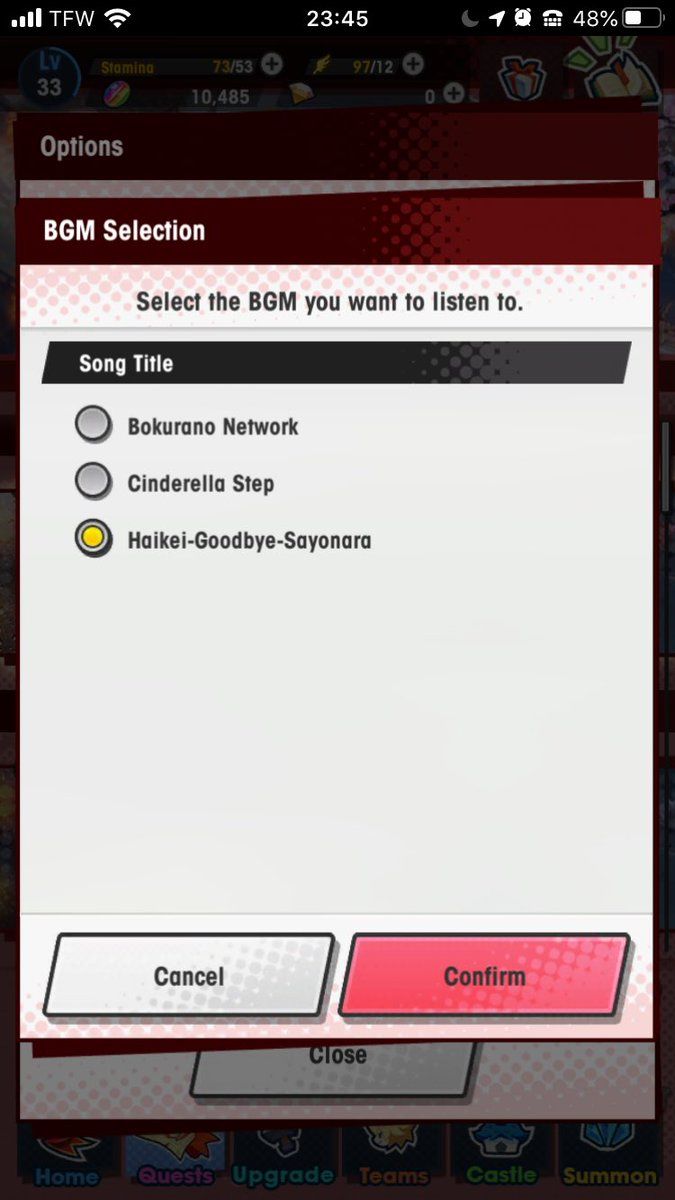 TFW 23:45 48%
Lv 33 Stamina 73/53 97/12
10,485 0
Options
BGM Selection
Select the BGM you want to listen to.
Song Title
Bokurano Network
Cinderella Step
Haikei-Goodbye-Sayonara
Cancel Confirm
Close
Home Quests Upgrade Teams Castle Summon